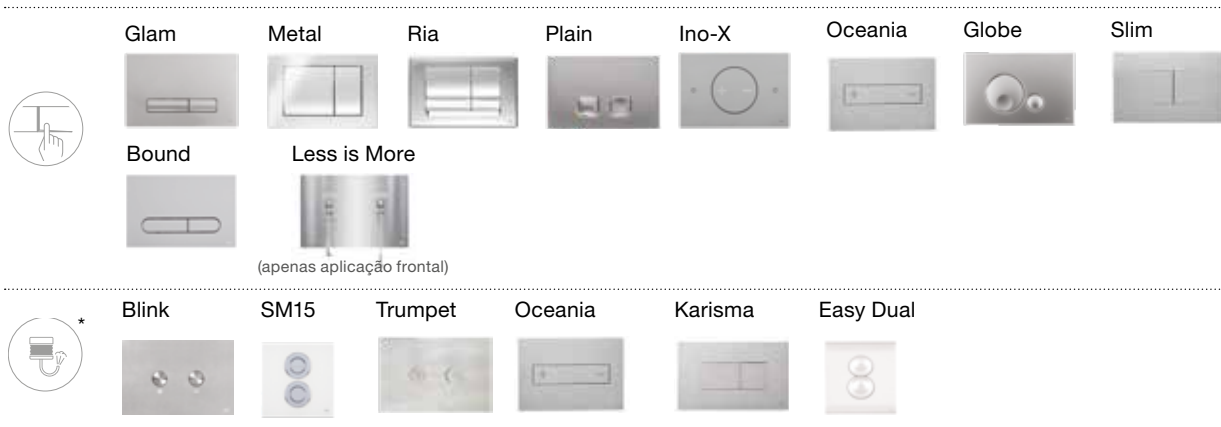 Glam Metal Ria Plain Ino-X Oceania Globe Slim
Bound Less is More
(apenas aplicação frontal)
*
Blink SM15 Trumpet Oceania Karisma Easy Dual